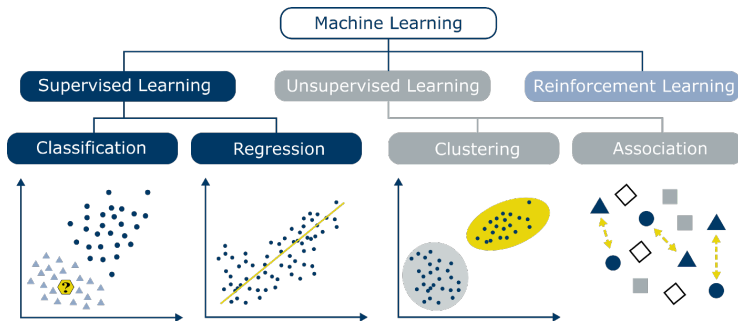 Machine Learning
Supervised Learning
Unsupervised Learning
Reinforcement Learning
Classification
Regression
Clustering
Association
?